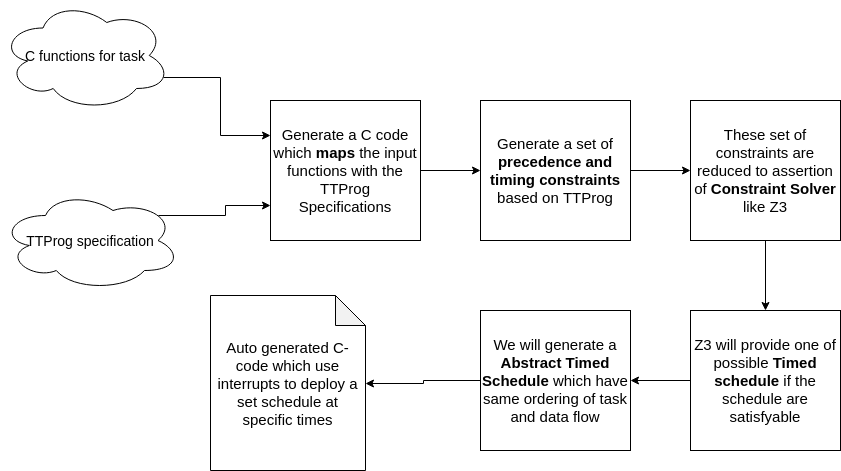 C functions for task
Generate a C code
which maps the input
functions with the
TTProg
Specifications
Generate a set of
precedence and
timing constraints
based on TTProg
These set of
constraints are
reduced to assertion
of Constraint Solver
like Z3
TTProg specification
Auto generated C-
code which use
interrupts to deploy a
set schedule at
specific times
We will generate a
Abstract Timed
Schedule which have
same ordering of task
and data flow
Z3 will provide one of
possible Timed
schedule if the
schedule are
satisfyable